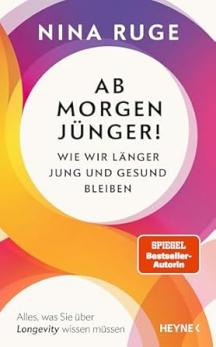 NINA RUGE
AB
MORGEN
JÜNGER!
WIE WIR LÄNGER
JUNG UND GESUND
BLEIBEN
SPIEGEL
Bestseller-
Autorin
Alles, was Sie über
Longevity wissen müssen
HEYNE